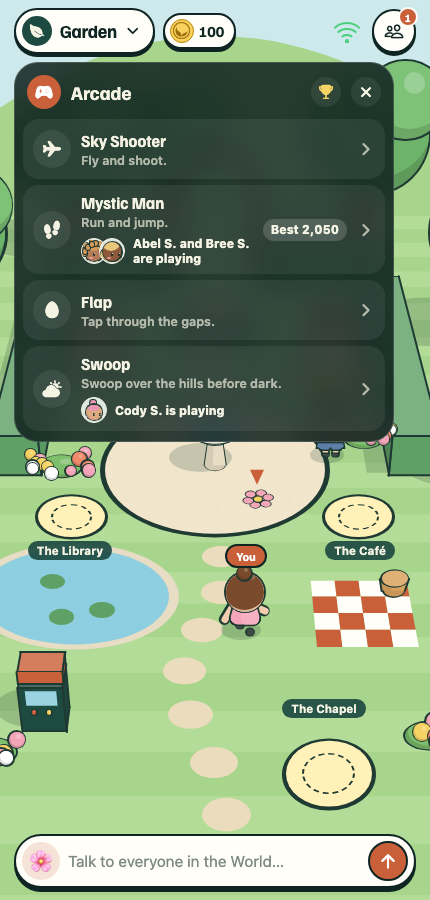 Garden
100
1
Arcade
Sky Shooter
Fly and shoot.
Mystic Man
Run and jump.
Abel S. and Bree S.
are playing
Best 2,050
Flap
Tap through the gaps.
Swoop
Swoop over the hills before dark.
Cody S. is playing
The Library
You
The Café
The Chapel
Talk to everyone in the World...